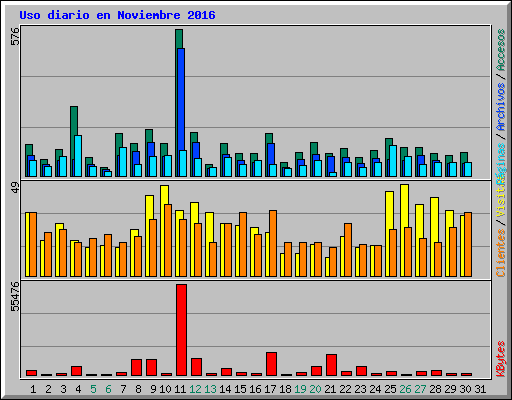 Uso diario en Noviembre 2016
576
49
55476
Accesos / Archivos / Páginas
Visitas / Clientes
KBytes
1 2 3 4 5 6 7 8 9 10 11 12 13 14 15 16 17 18 19 20 21 22 23 24 25 26 27 28 29 30 31